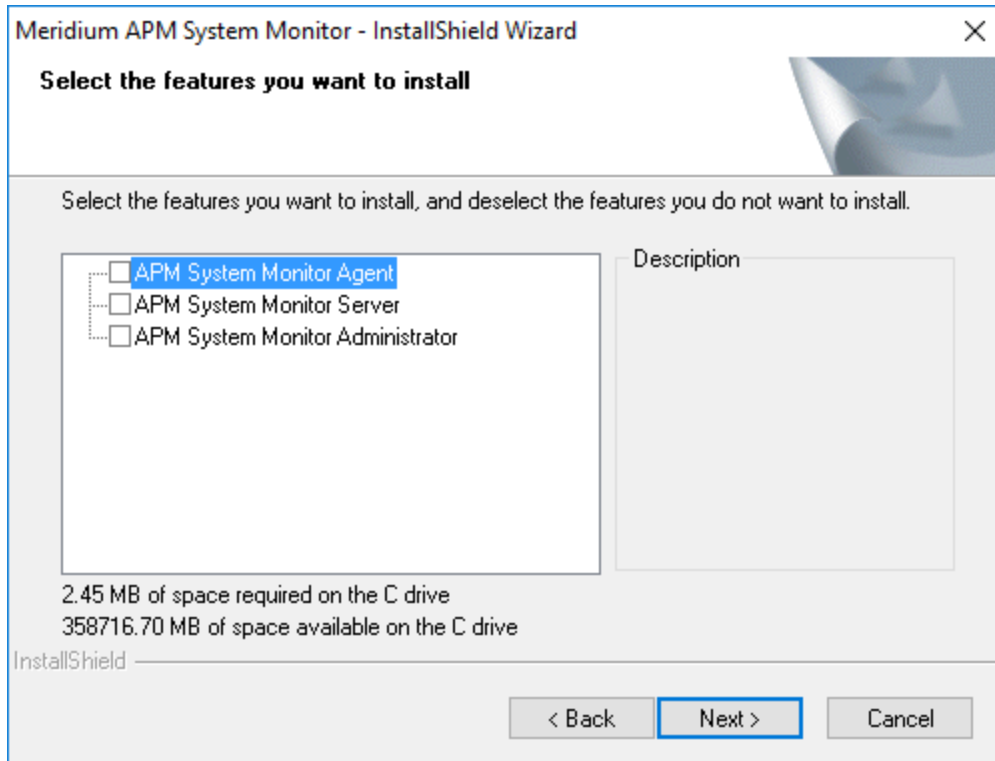 Meridium APM System Monitor - InstallShield Wizard
Select the features you want to install
Select the features you want to install, and deselect the features you do not want to install.
APM System Monitor Agent
APM System Monitor Server
APM System Monitor Administrator
Description
2.45 MB of space required on the C drive
358716.70 MB of space available on the C drive
InstallShield
< Back
Next >
Cancel